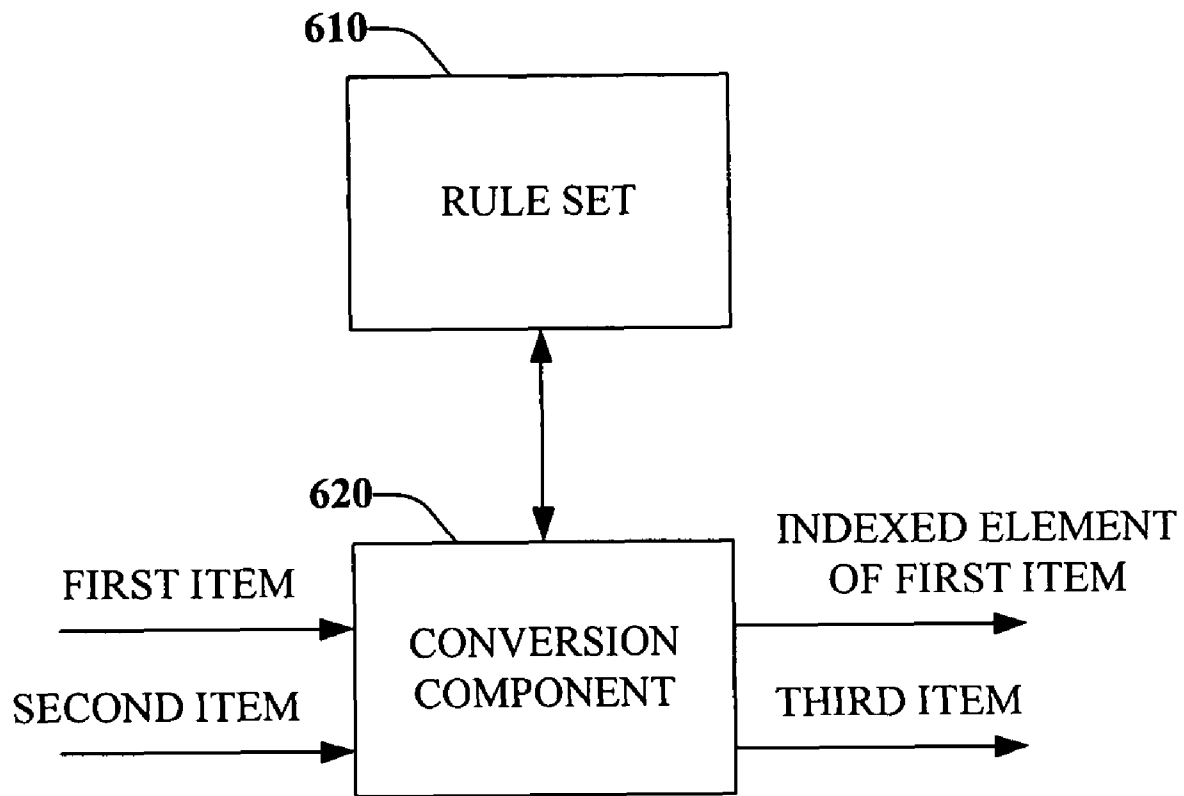 610
RULE SET
620
FIRST ITEM
SECOND ITEM
CONVERSION
COMPONENT
INDEXED ELEMENT
OF FIRST ITEM
THIRD ITEM